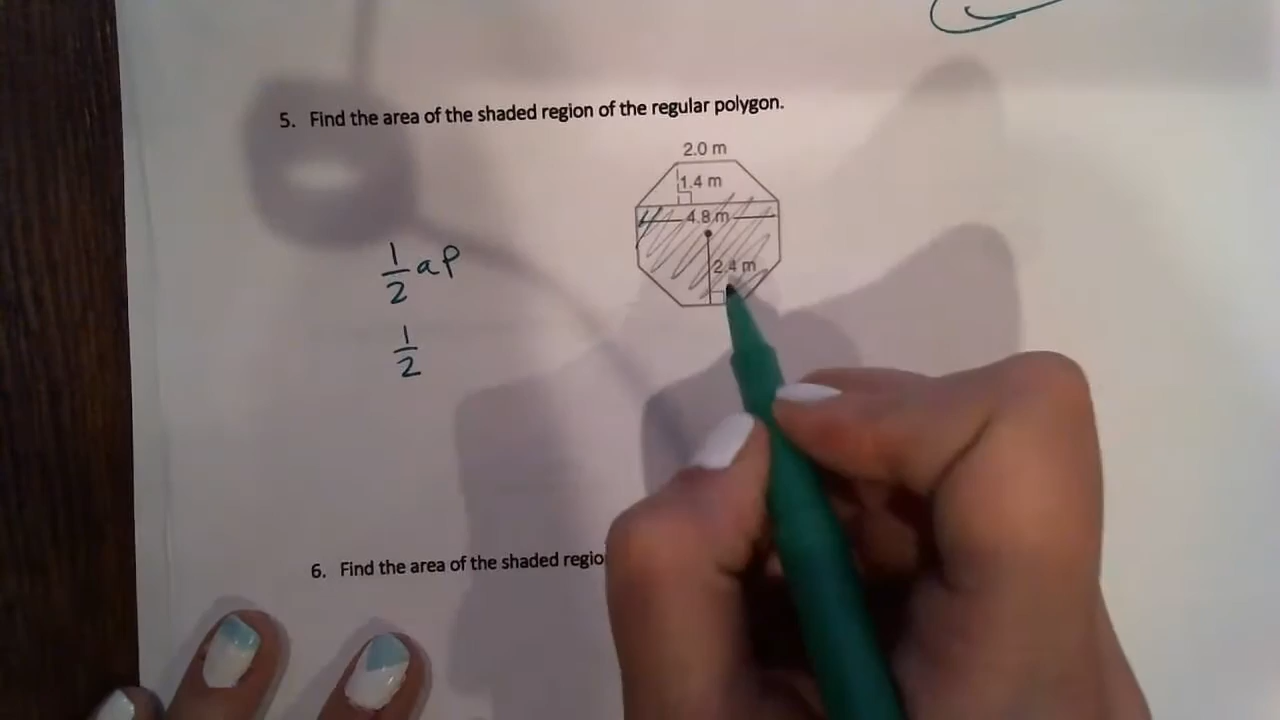 5. Find the area of the shaded region of the regular polygon.
2.0 m
1.4 m
4.8 m
2.4 m
1/2 a P
1/2
6. Find the area of the shaded regio